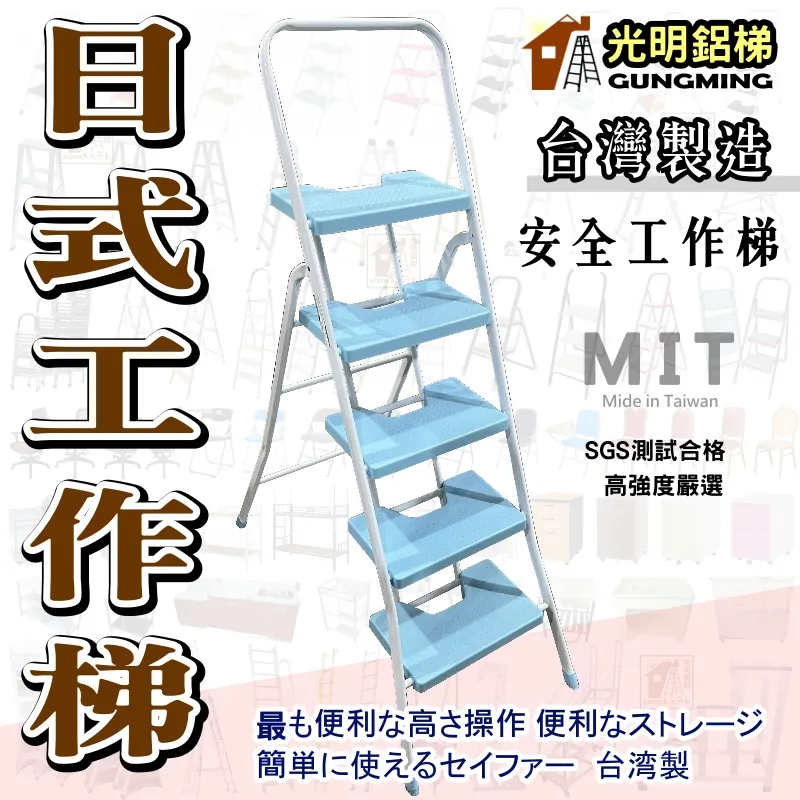 日式工作梯
光明鋁梯
GUNGMING
台灣製造
安全工作梯
MIT
Mide in Taiwan
SGS測試合格
高強度嚴選
最も便利な高さ操作 便利なストレージ
簡単に使えるセイファー 台湾製